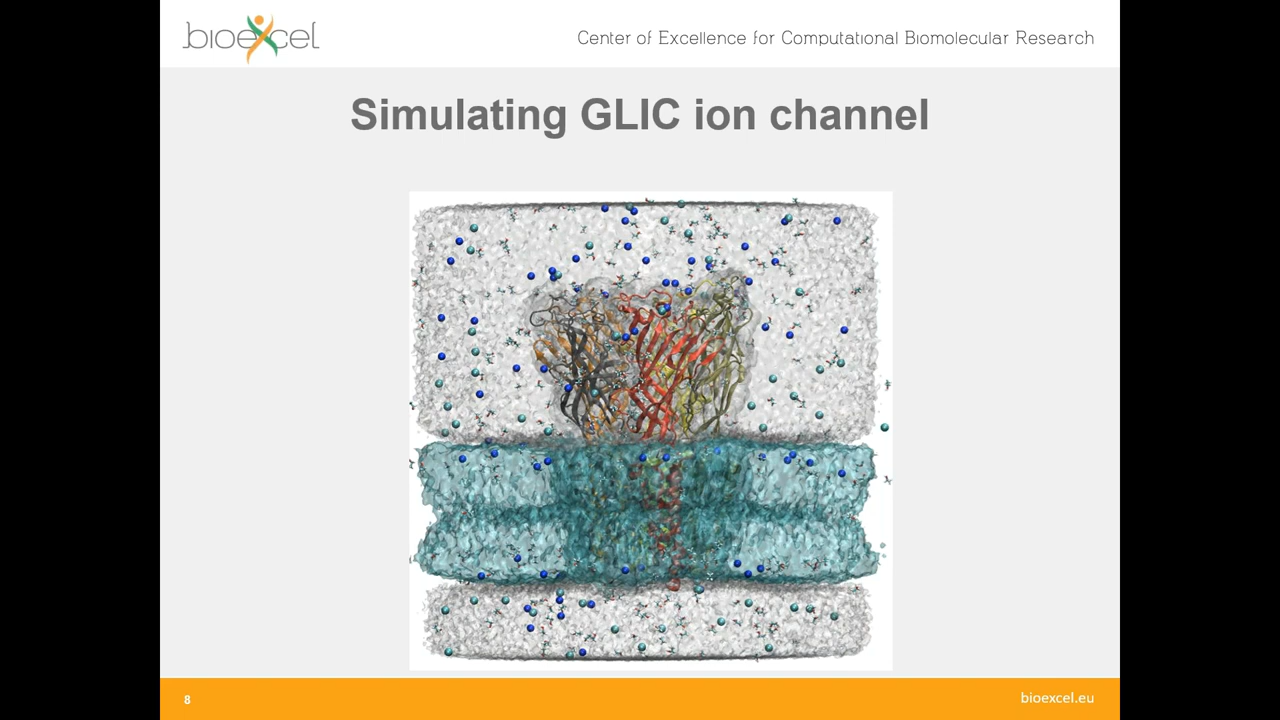 bioexcel
Center of Excellence for Computational Biomolecular Research
Simulating GLIC ion channel
8
bioexcel.eu